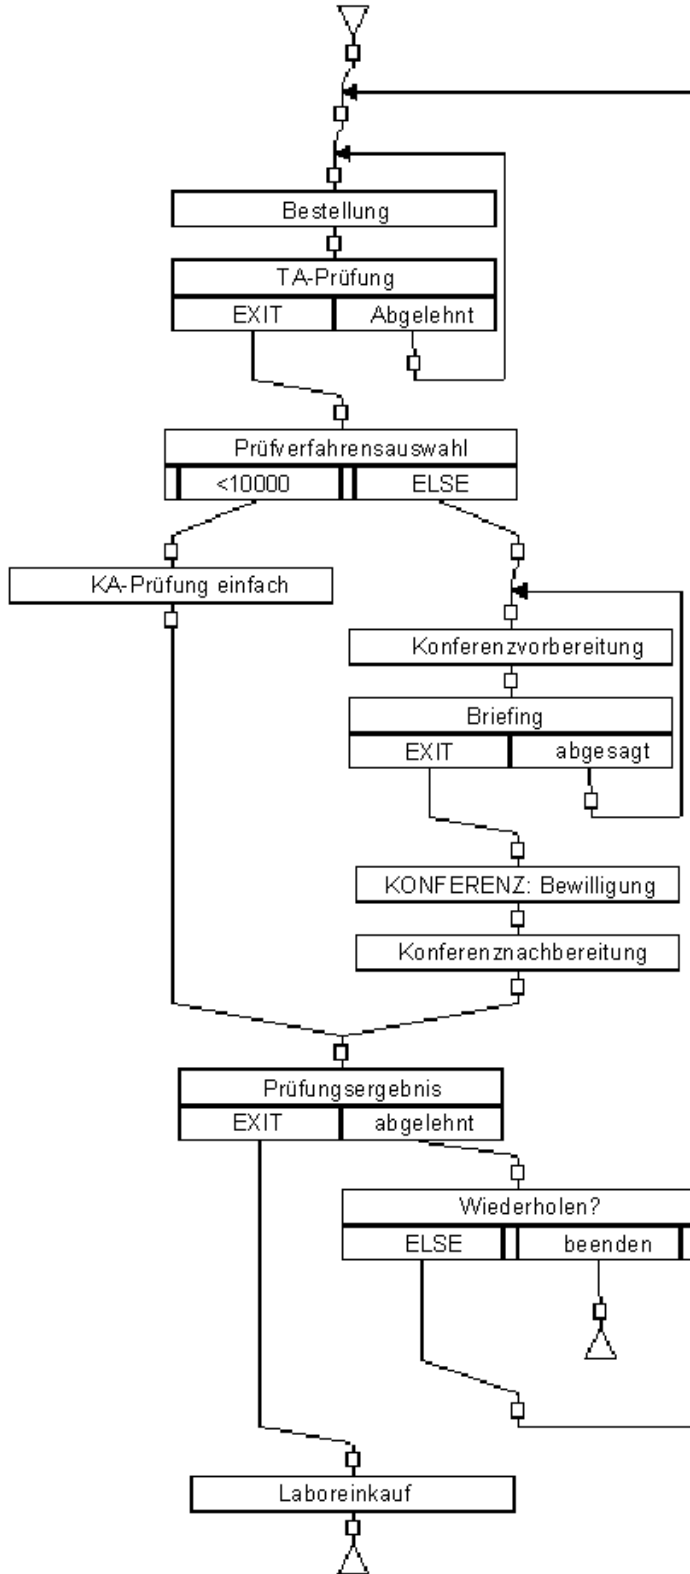 Bestellung
TA-Prüfung
EXIT Abgelehnt
Prüfverfahrensauswahl
<10000 ELSE
KA-Prüfung einfach
Konferenzvorbereitung
Briefing
EXIT abgesagt
KONFERENZ: Bewilligung
Konferenznachbereitung
Prüfungsergebnis
EXIT abgelehnt
Wiederholen?
ELSE beenden
Laboreinkauf